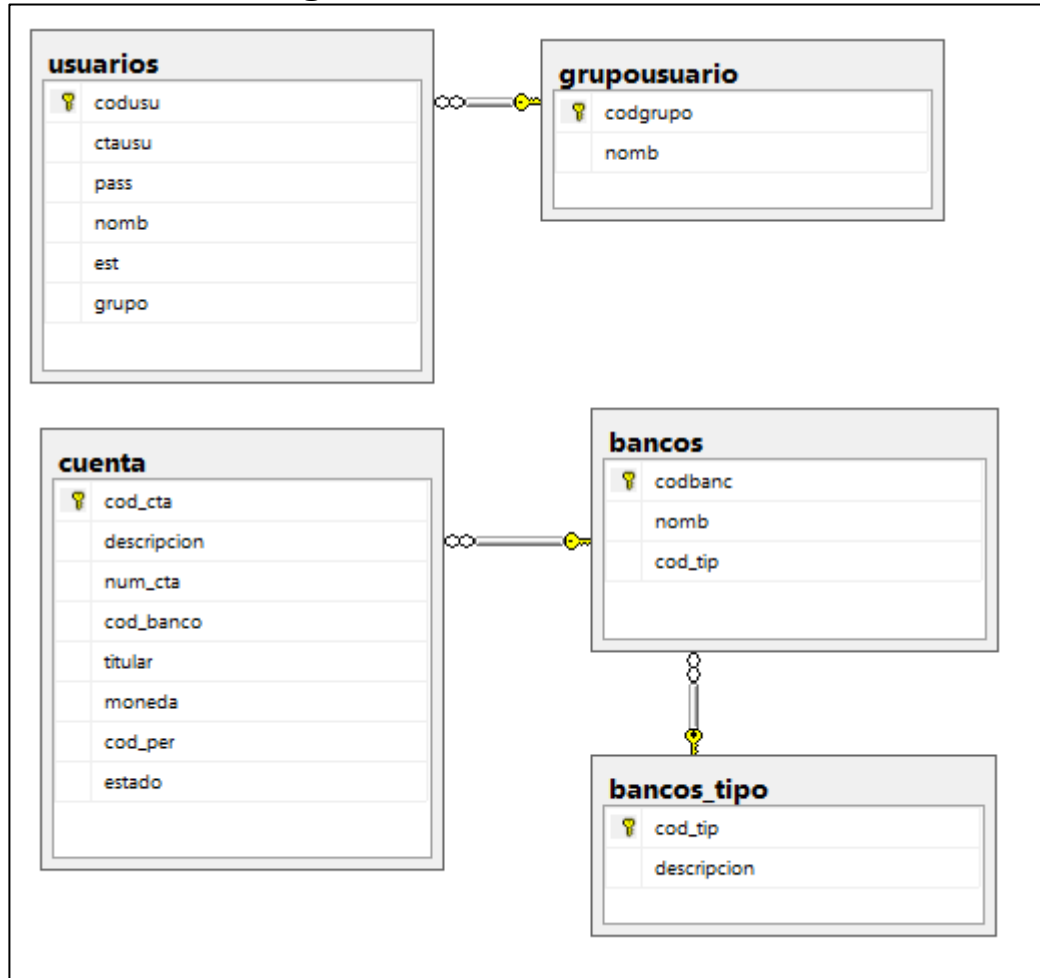 usuarios
codusu
ctausu
pass
nomb
est
grupo
grupousuario
codgrupo
nomb
cuenta
cod_cta
descripcion
num_cta
cod_banco
titular
moneda
cod_per
estado
bancos
codbanc
nomb
cod_tip
bancos_tipo
cod_tip
descripcion